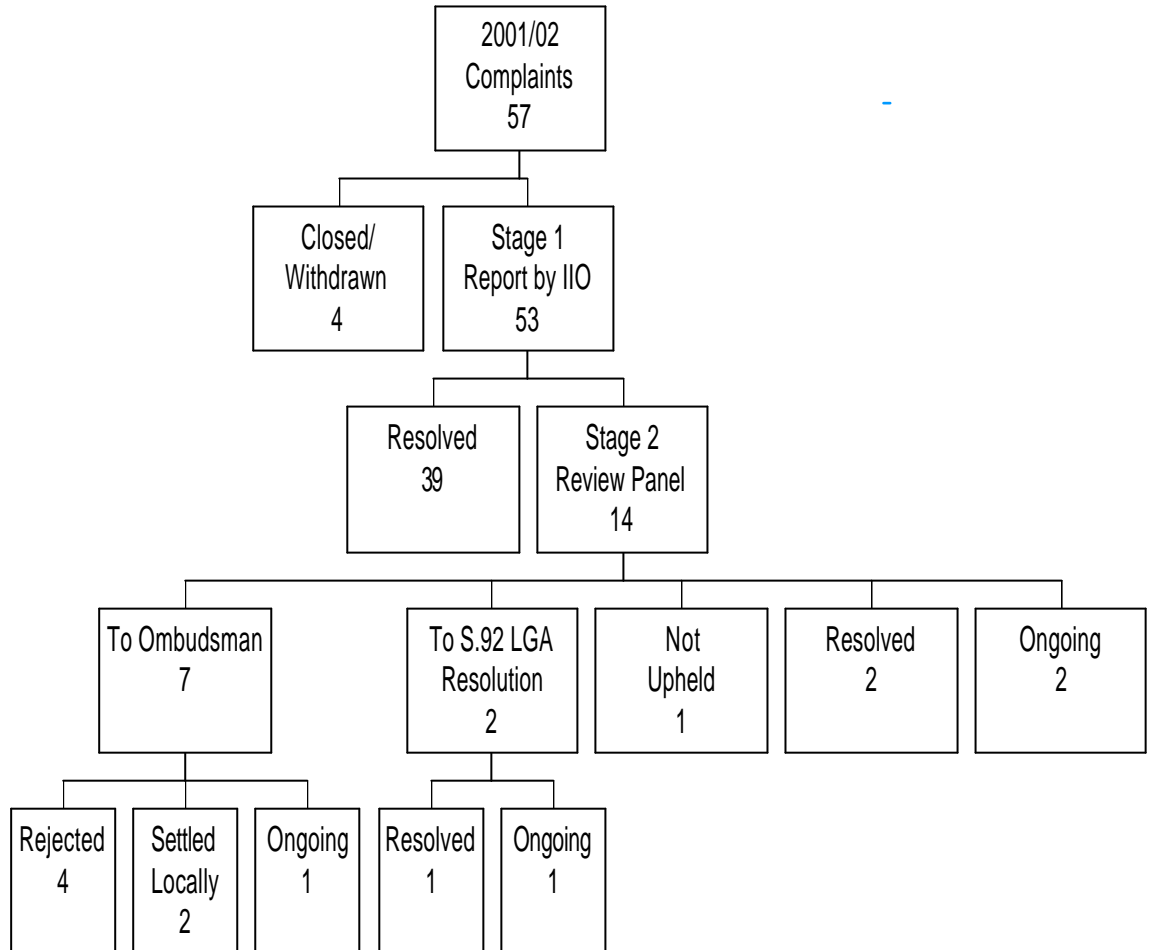 2001/02
Complaints
57
Closed/
Withdrawn
4
Stage 1
Report by IIO
53
Resolved
39
Stage 2
Review Panel
14
To Ombudsman
7
To S.92 LGA
Resolution
2
Not
Upheld
1
Resolved
2
Ongoing
2
Rejected
4
Settled
Locally
2
Ongoing
1
Resolved
1
Ongoing
1